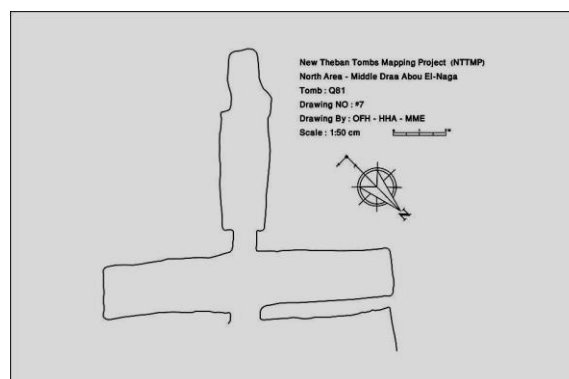 New Theban Tombs Mapping Project (NTTMP)
North Area - Middle Draa Abou El-Naga
Tomb : Q81
Drawing NO : #7
Drawing By : OFH - HHA - MME
Scale : 1:50 cm
N